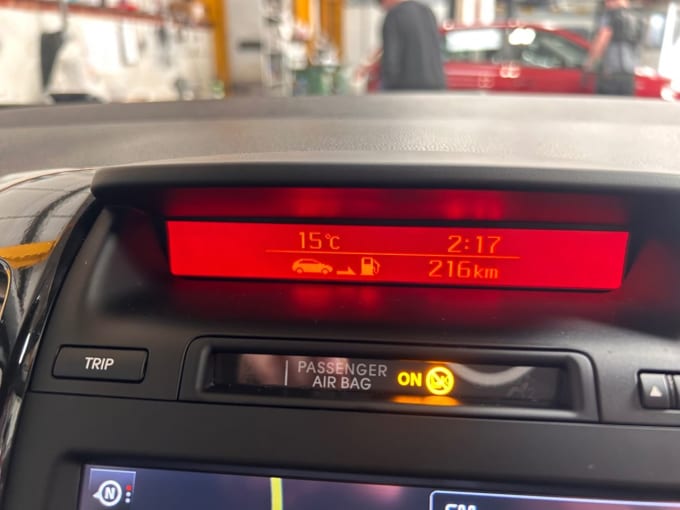 15°C 2:17
216km
TRIP
PASSENGER
AIR BAG
ON
N